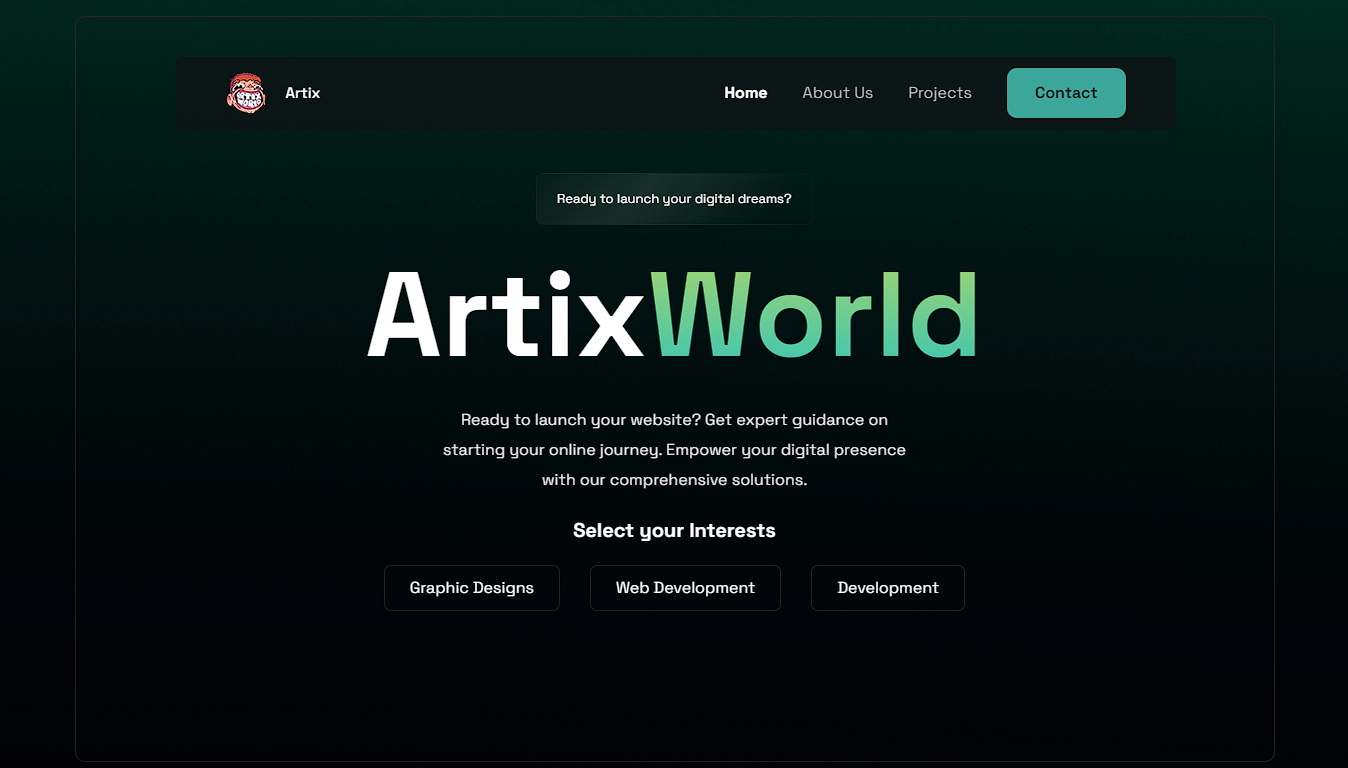 ARTIX
WORLD
Artix
Home
About Us
Projects
Contact
Ready to launch your digital dreams?
ArtixWorld
Ready to launch your website? Get expert guidance on
starting your online journey. Empower your digital presence
with our comprehensive solutions.
Select your Interests
Graphic Designs
Web Development
Development